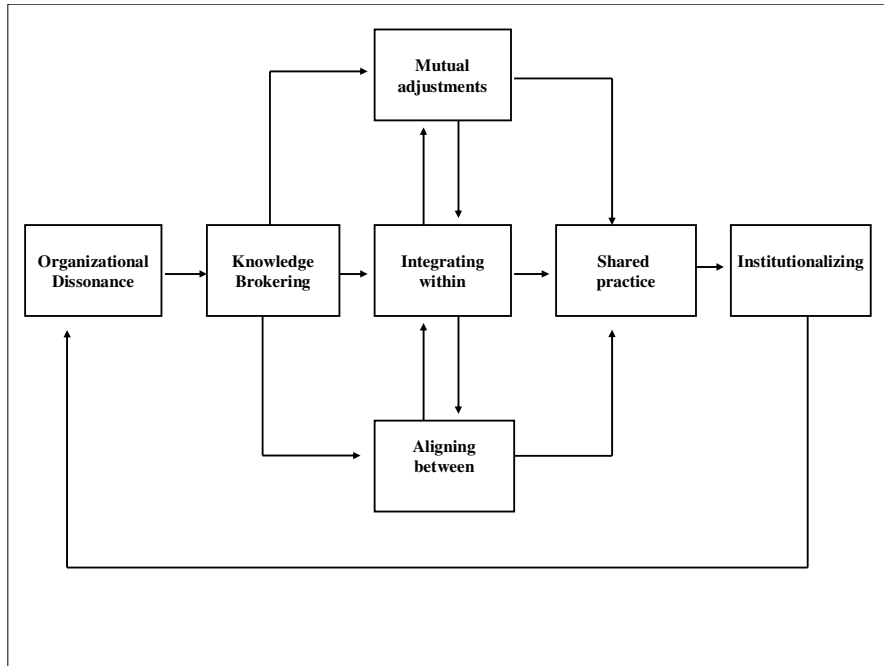 Mutual
adjustments
Organizational
Dissonance
Knowledge
Brokering
Integrating
within
Shared
practice
Institutionalizing
Aligning
between